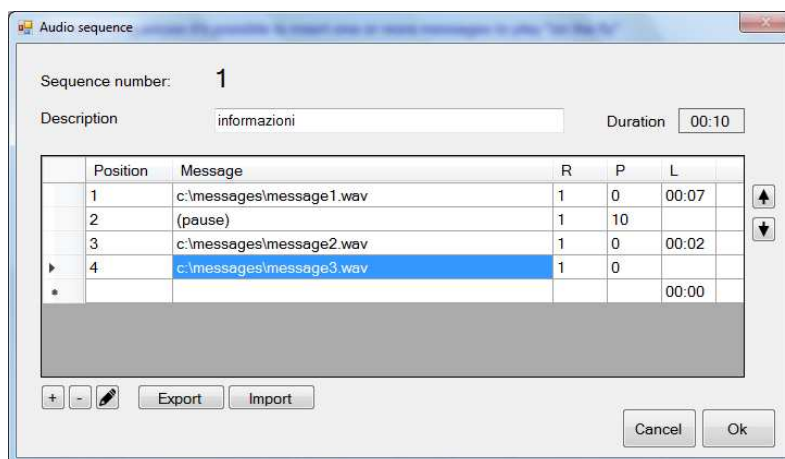 Audio sequence
Sequence number: 1
Description informazioni Duration 00:10
Position Message R P L
1 c:\messages\message1.wav 1 0 00:07
2 (pause) 1 10
3 c:\messages\message2.wav 1 0 00:02
4 c:\messages\message3.wav 1 0
00:00
+ - Export Import
Cancel Ok